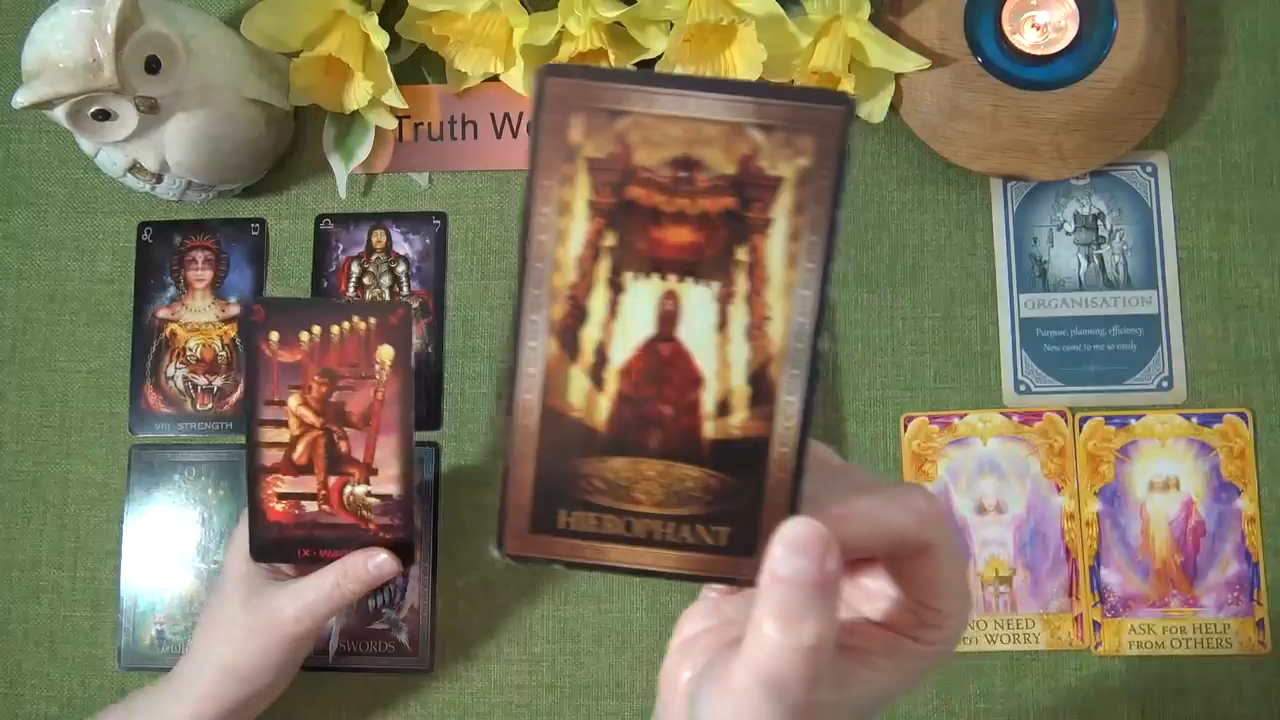 Truth
ORGANISATION
Purpose, planning, efficiency,
Now come to me so easily.
VIII · STRENGTH
HIEROPHANT
SWORDS
NO NEED
TO WORRY
ASK FOR HELP
FROM OTHERS